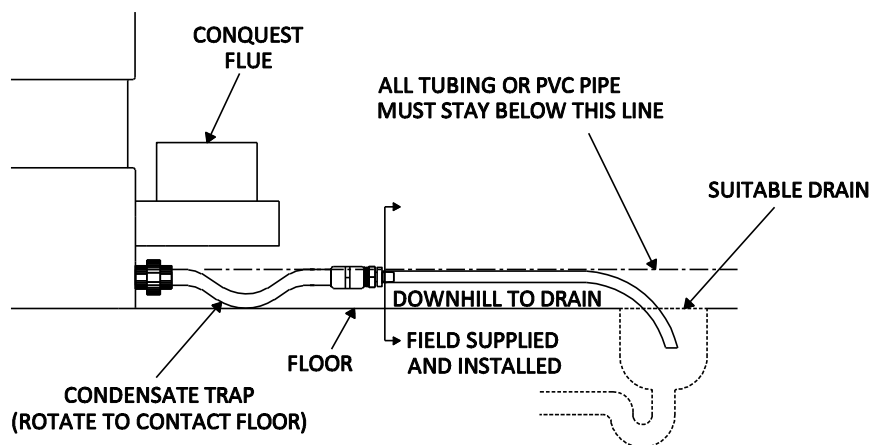 CONQUEST
FLUE
ALL TUBING OR PVC PIPE
MUST STAY BELOW THIS LINE
SUITABLE DRAIN
DOWNHILL TO DRAIN
FIELD SUPPLIED
AND INSTALLED
FLOOR
CONDENSATE TRAP
(ROTATE TO CONTACT FLOOR)